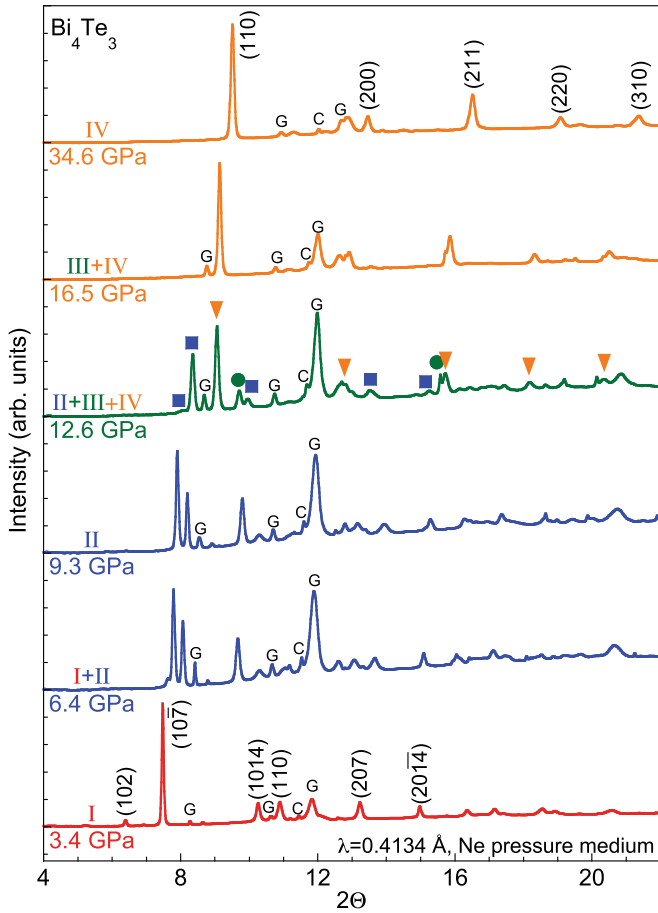 Bi₄Te₃
(110)
G
C
G
(200)
(211)
(220)
(310)
IV
34.6 GPa
G
G
C
G
III+IV
16.5 GPa
G
G
C
G
II+III+IV
12.6 GPa
G
G
C
G
II
9.3 GPa
G
G
C
G
I+II
6.4 GPa
(102)
(107̅)
G
(1014)
G
(110)
C
G
(207)
(201̅4̅)
I
3.4 GPa
λ=0.4134 Å, Ne pressure medium
4 8 12 16 20
2Θ
Intensity (arb. units)